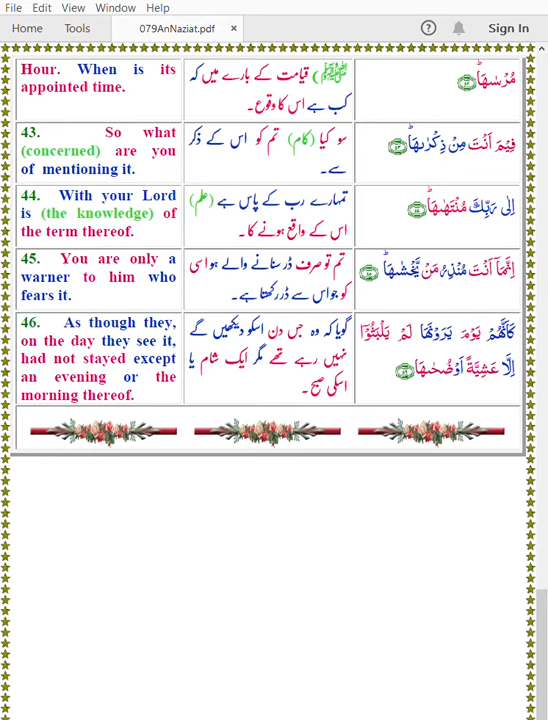 File Edit View Window Help
Home Tools 079AnNaziat.pdf × Sign In
Hour. When is its
appointed time.
ﷺ) قیامت کے بارے میں کہ
کب ہے اس کا وقوع۔
مُرْسٰىهَا ؕ ﴿۴۲﴾
43. So what
(concerned) are you
of mentioning it.
سو کیا (کام) تم کو اس کے ذکر
سے۔
فِيْمَ اَنْتَ مِنْ ذِكْرٰىهَا ؕ ﴿۴۳﴾
44. With your Lord
is (the knowledge) of
the term thereof.
تمہارے رب کے پاس ہے (علم)
اس کے واقع ہونے کا۔
اِلٰى رَبِّكَ مُنْتَهٰىهَا ؕ ﴿۴۴﴾
45. You are only a
warner to him who
fears it.
تم تو صرف ڈر سنانے والے ہو اسی
کو جو اس سے ڈر رکھتا ہے۔
اِنَّمَاۤ اَنْتَ مُنْذِرُ مَنْ يَّخْشٰىهَا ؕ ﴿۴۵﴾
46. As though they,
on the day they see it,
had not stayed except
an evening or the
morning thereof.
گویا کہ وہ جس دن اسکو دیکھیں گے
نہیں رہے تھے مگر ایک شام یا
اسکی صبح۔
كَاَنَّهُمْ يَوْمَ يَرَوْنَهَا لَمْ يَلْبَثُوْۤا
اِلَّا عَشِيَّةً اَوْ ضُحٰىهَا ﴿۴۶﴾